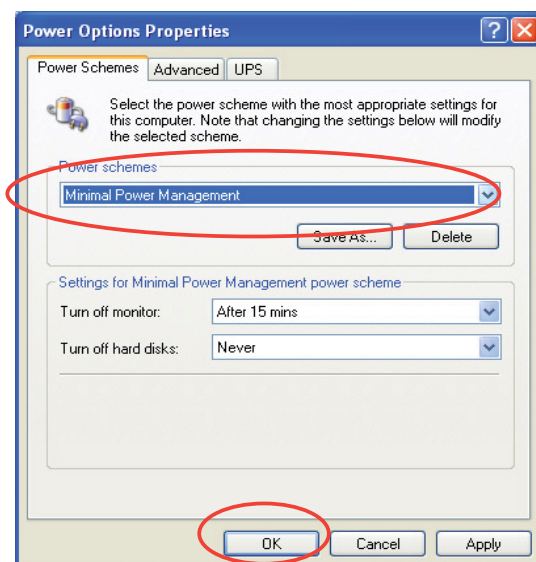 Power Options Properties
Power Schemes Advanced UPS
Select the power scheme with the most appropriate settings for
this computer. Note that changing the settings below will modify
the selected scheme.
Power schemes
Minimal Power Management
Save As... Delete
Settings for Minimal Power Management power scheme
Turn off monitor: After 15 mins
Turn off hard disks: Never
OK Cancel Apply